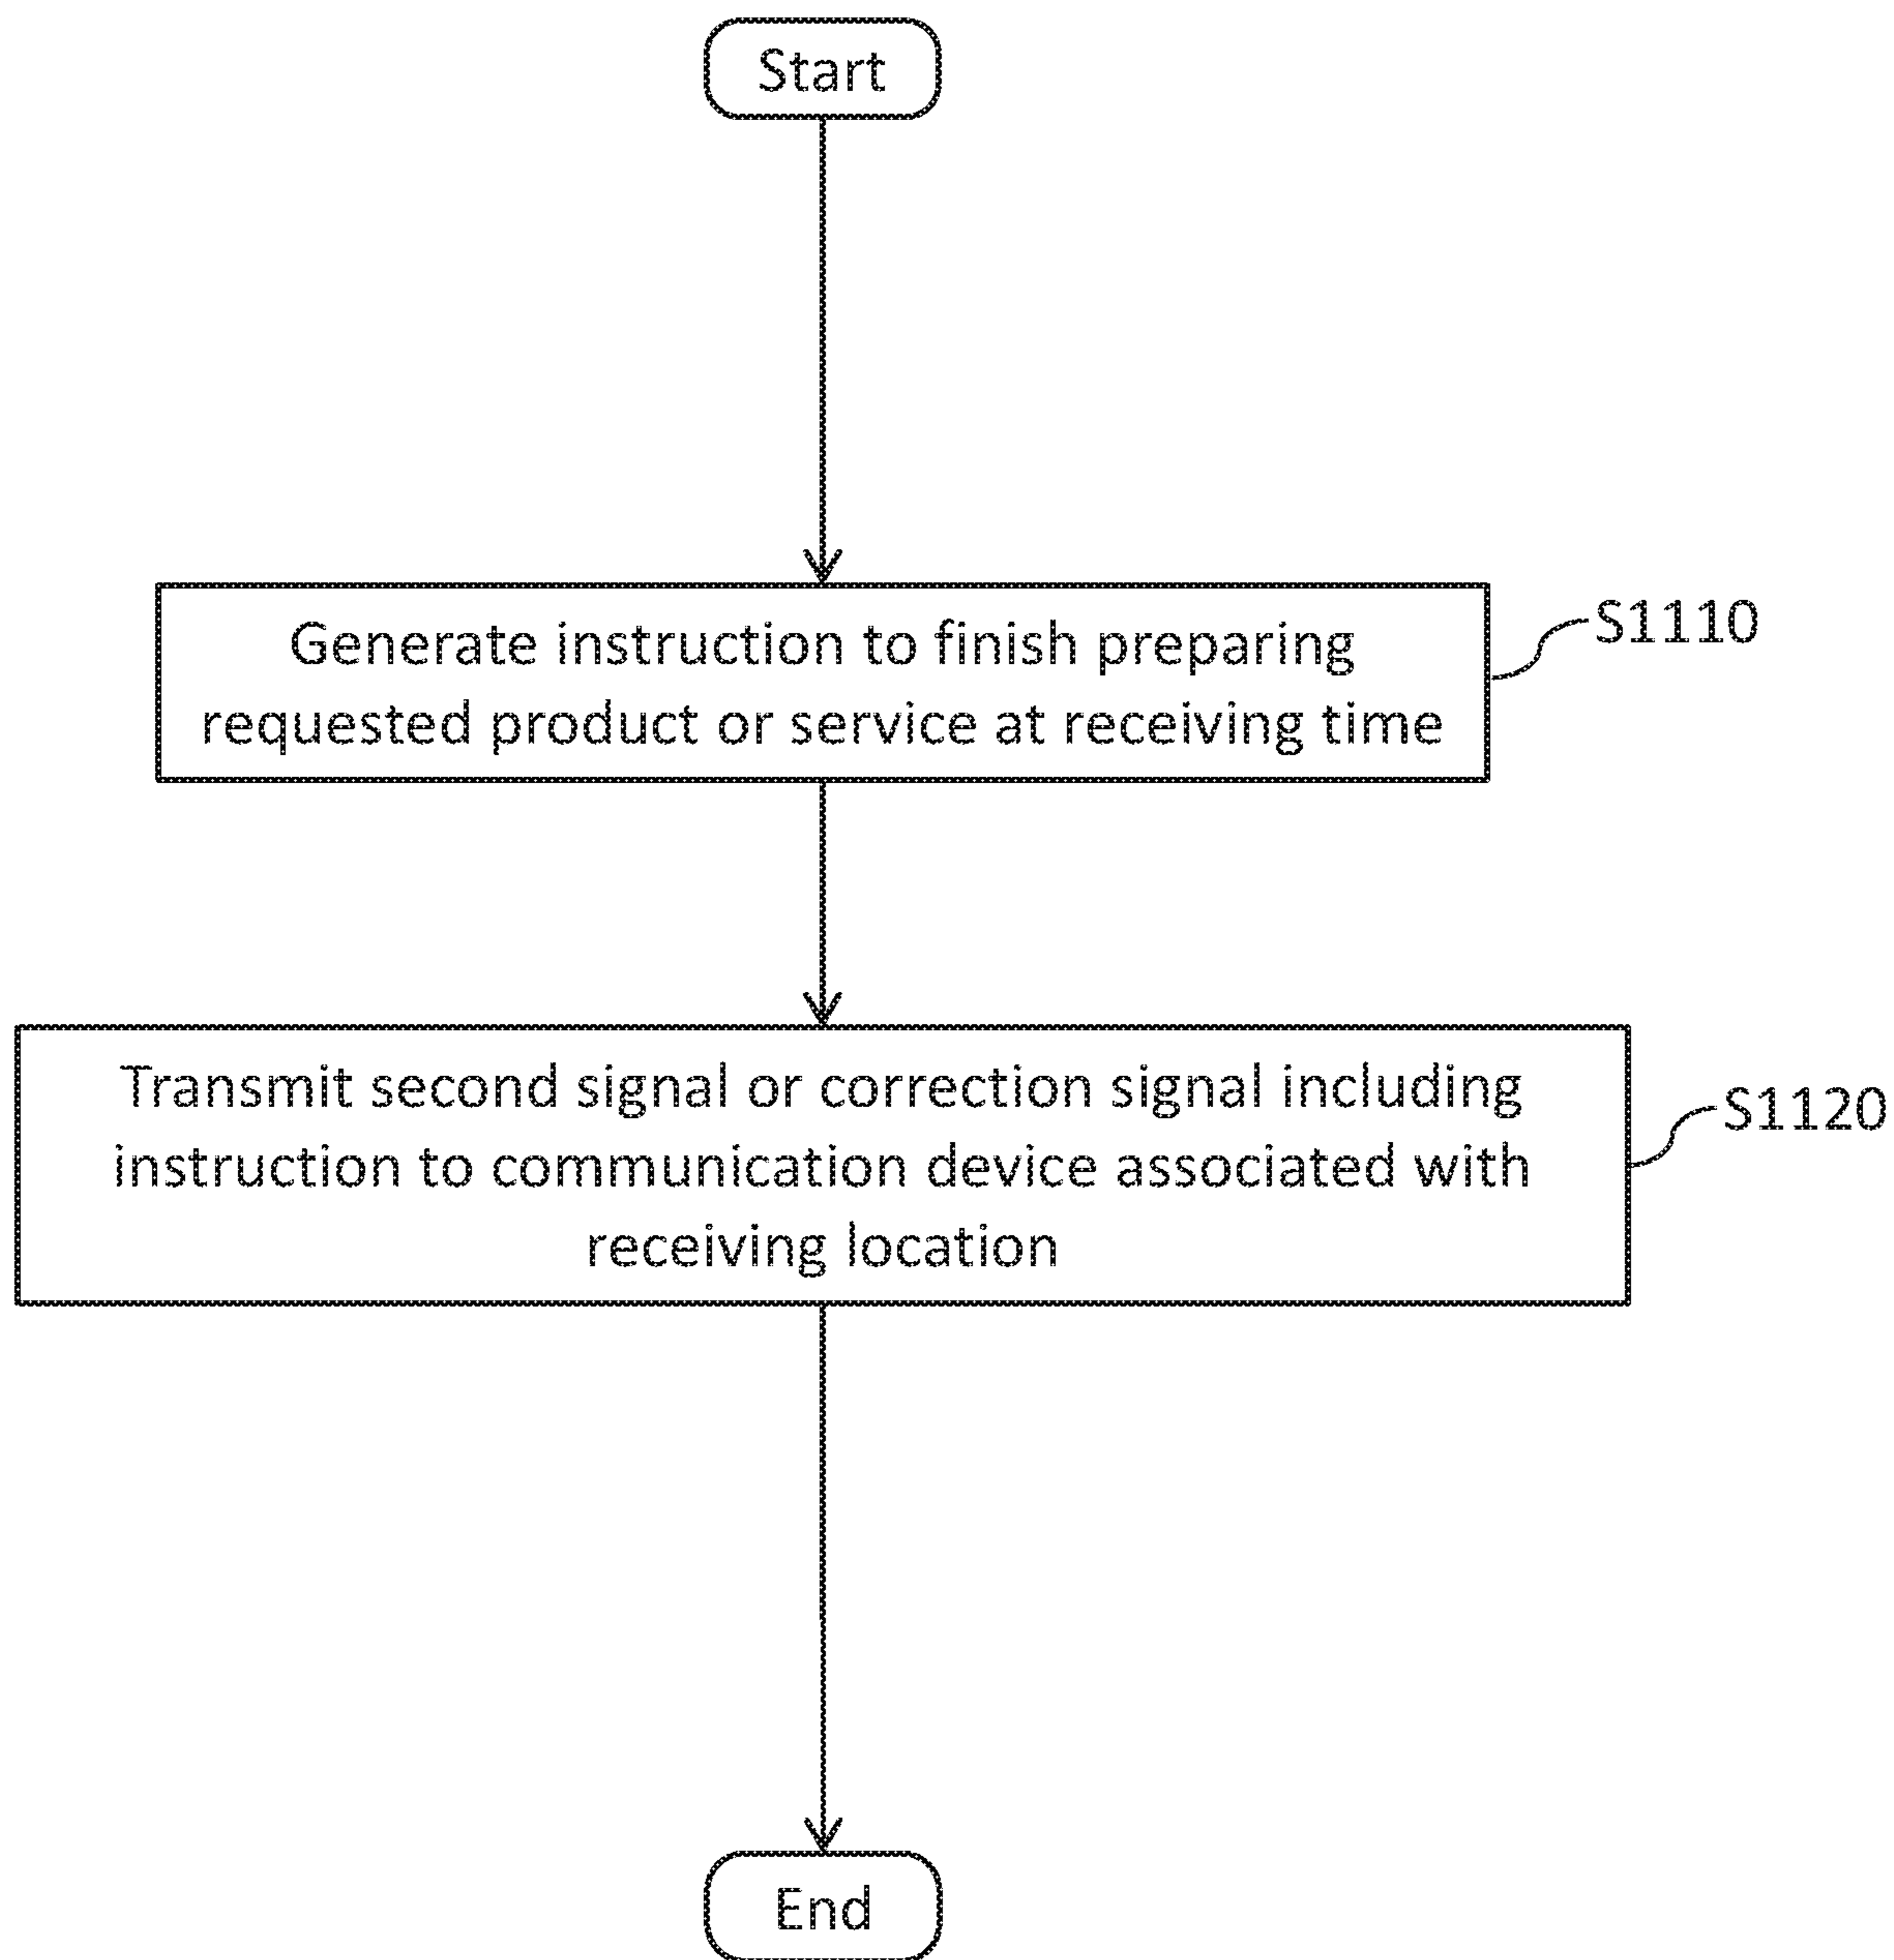 Start
Generate instruction to finish preparing
requested product or service at receiving time
S1110
Transmit second signal or correction signal including
instruction to communication device associated with
receiving location
S1120
End